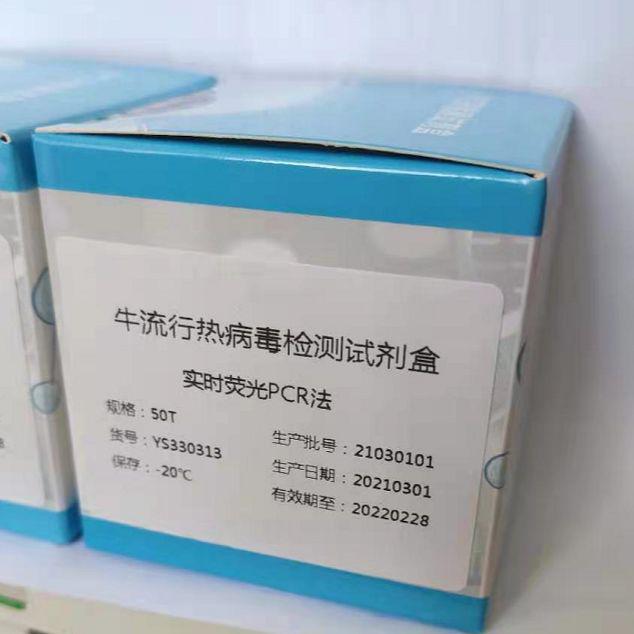 牛流行热病毒检测试剂盒
实时荧光PCR法
规格：50T
货号：YS330313
保存：-20℃
生产批号：21030101
生产日期：20210301
有效期至：20220228